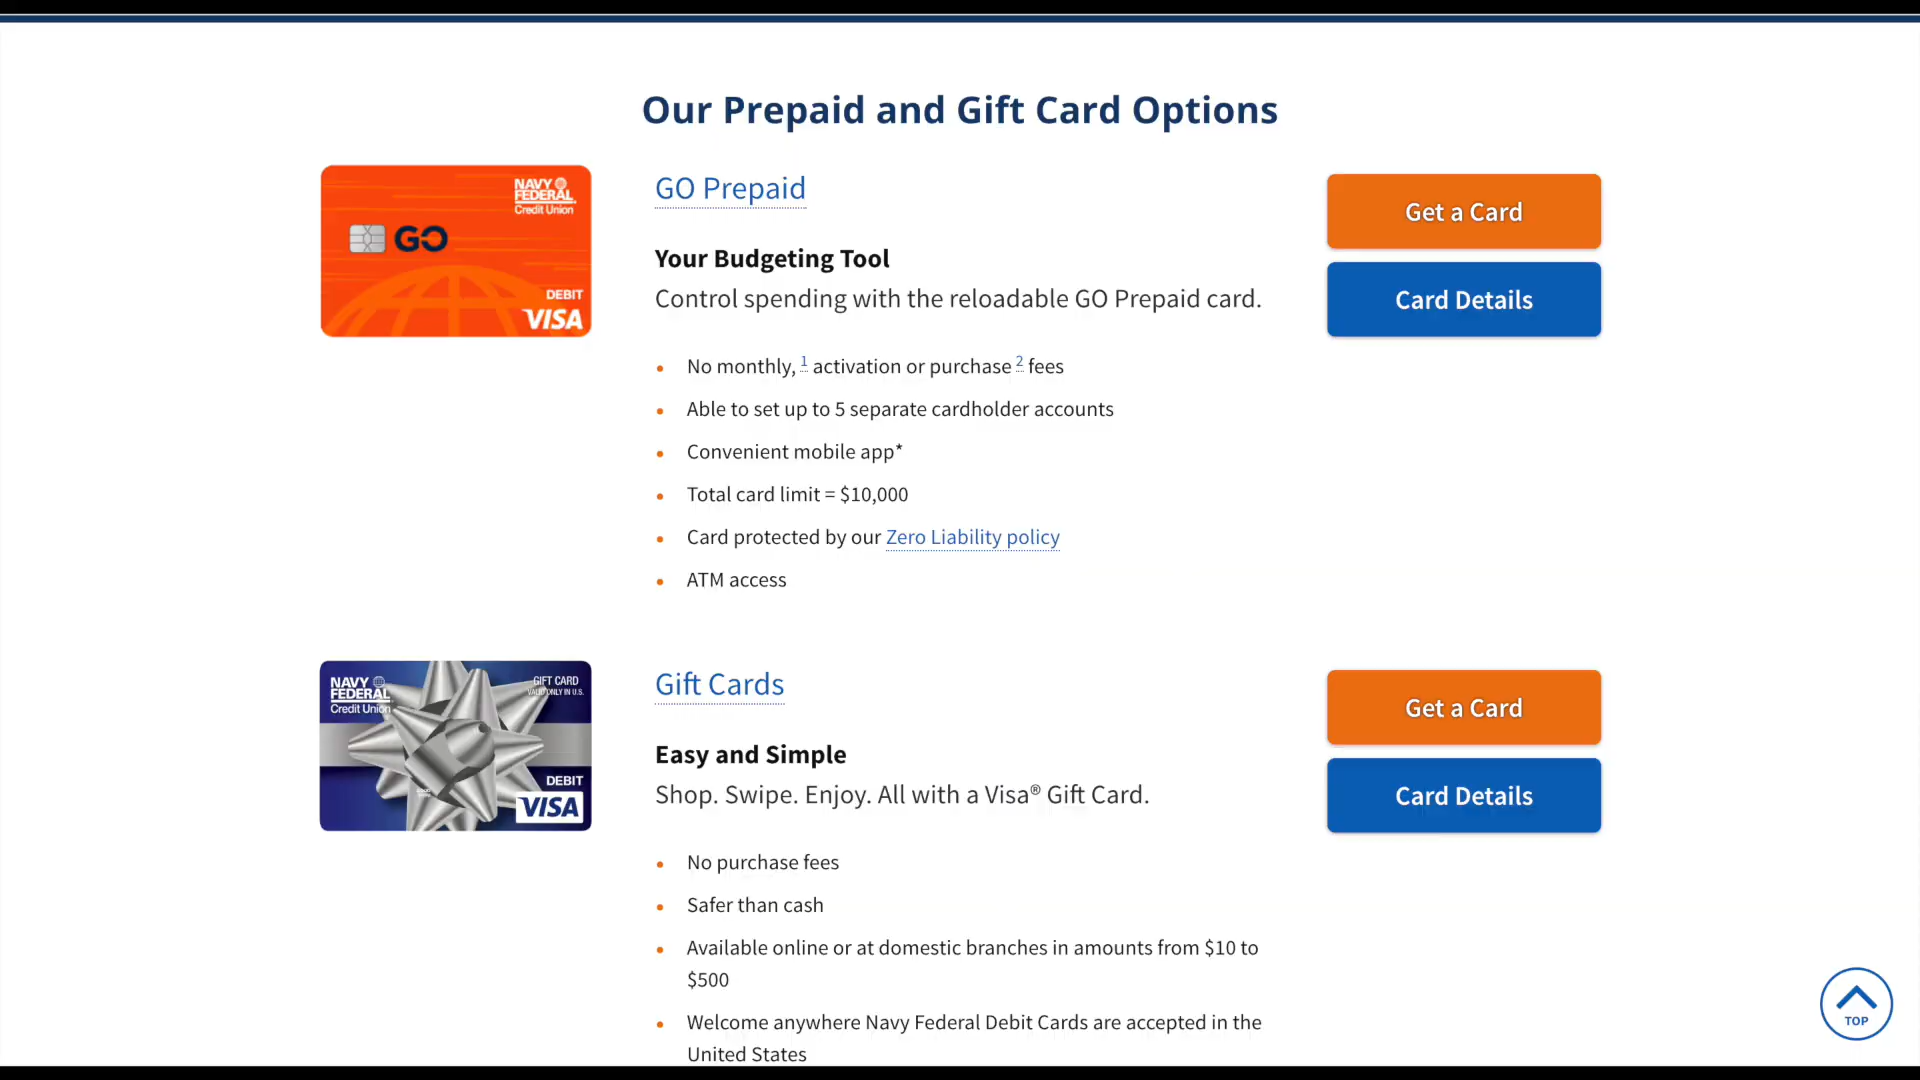 Our Prepaid and Gift Card Options
NAVY
FEDERAL
Credit Union
GO
DEBIT
VISA
GO Prepaid
Your Budgeting Tool
Control spending with the reloadable GO Prepaid card.
No monthly, 1 activation or purchase 2 fees
Able to set up to 5 separate cardholder accounts
Convenient mobile app*
Total card limit = $10,000
Card protected by our Zero Liability policy
ATM access
Get a Card
Card Details
NAVY
FEDERAL
Credit Union
GIFT CARD
VALID ONLY IN U.S.
DEBIT
VISA
Gift Cards
Easy and Simple
Shop. Swipe. Enjoy. All with a Visa® Gift Card.
No purchase fees
Safer than cash
Available online or at domestic branches in amounts from $10 to
$500
Welcome anywhere Navy Federal Debit Cards are accepted in the
United States
Get a Card
Card Details
TOP